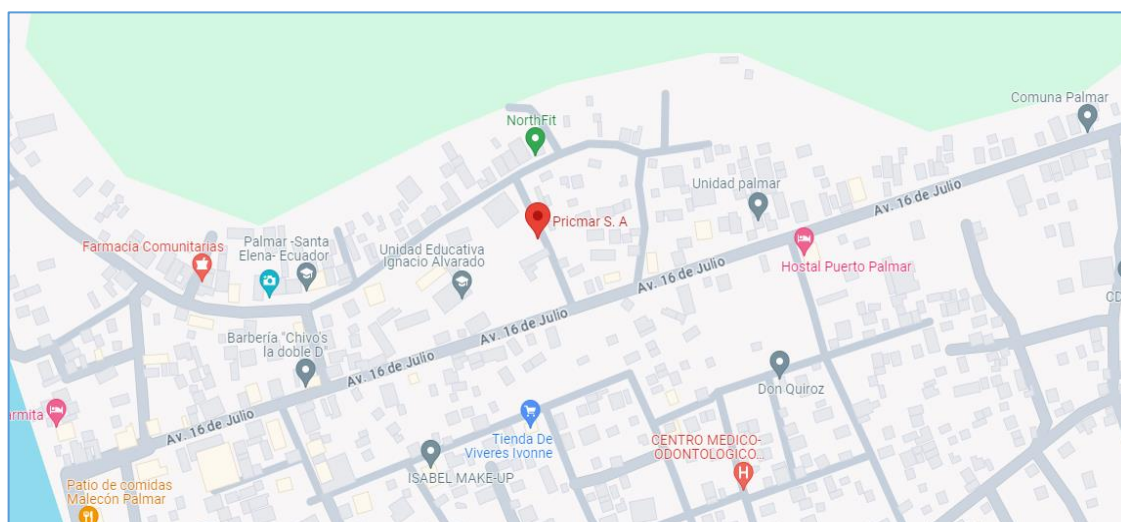 Comuna Palmar
NorthFit
Unidad palmar
Av. 16 de Julio
Pricmar S. A
Farmacia Comunitarias
Palmar -Santa
Elena- Ecuador
Unidad Educativa
Ignacio Alvarado
Hostal Puerto Palmar
Av. 16 de Julio
CD
Av. 16 de Julio
Barbería "Chivo's
la doble D"
Av. 16 de Julio
Don Quiroz
armita
Av. 16 de Julio
Tienda De
Viveres Ivonne
CENTRO MEDICO-
ODONTOLOGICO...
ISABEL MAKE-UP
Patio de comidas
Malecón Palmar
H